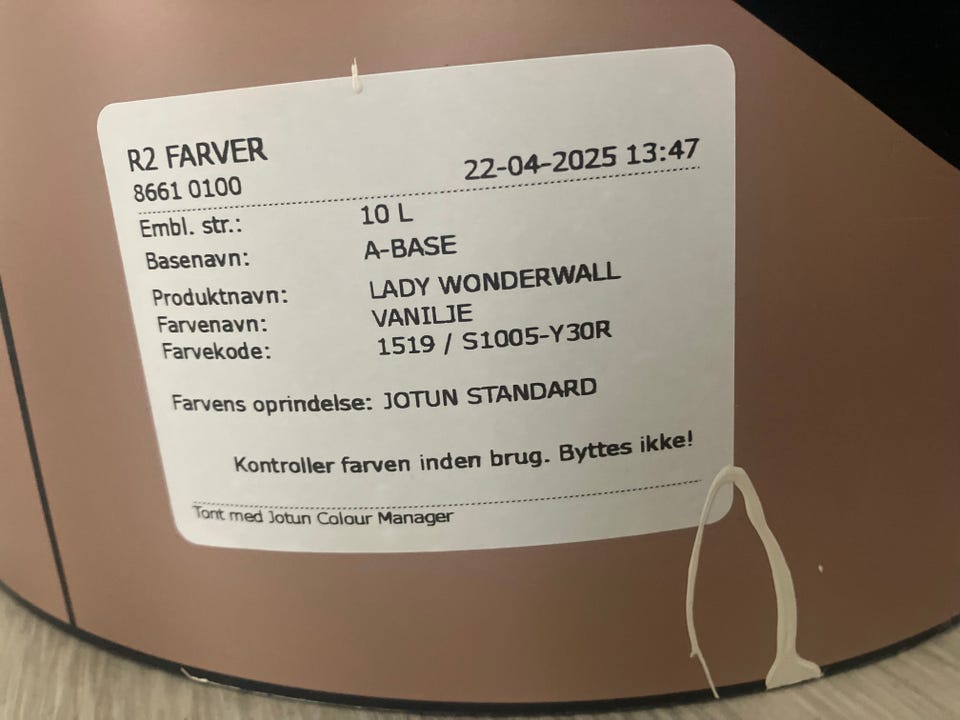 R2 FARVER
8661 0100
22-04-2025 13:47
Embl. str.: 10 L
Basenavn: A-BASE
Produktnavn: LADY WONDERWALL
Farvenavn: VANILJE
Farvekode: 1519 / S1005-Y30R
Farvens oprindelse: JOTUN STANDARD
Kontroller farven inden brug. Byttes ikke!
Tont med Jotun Colour Manager